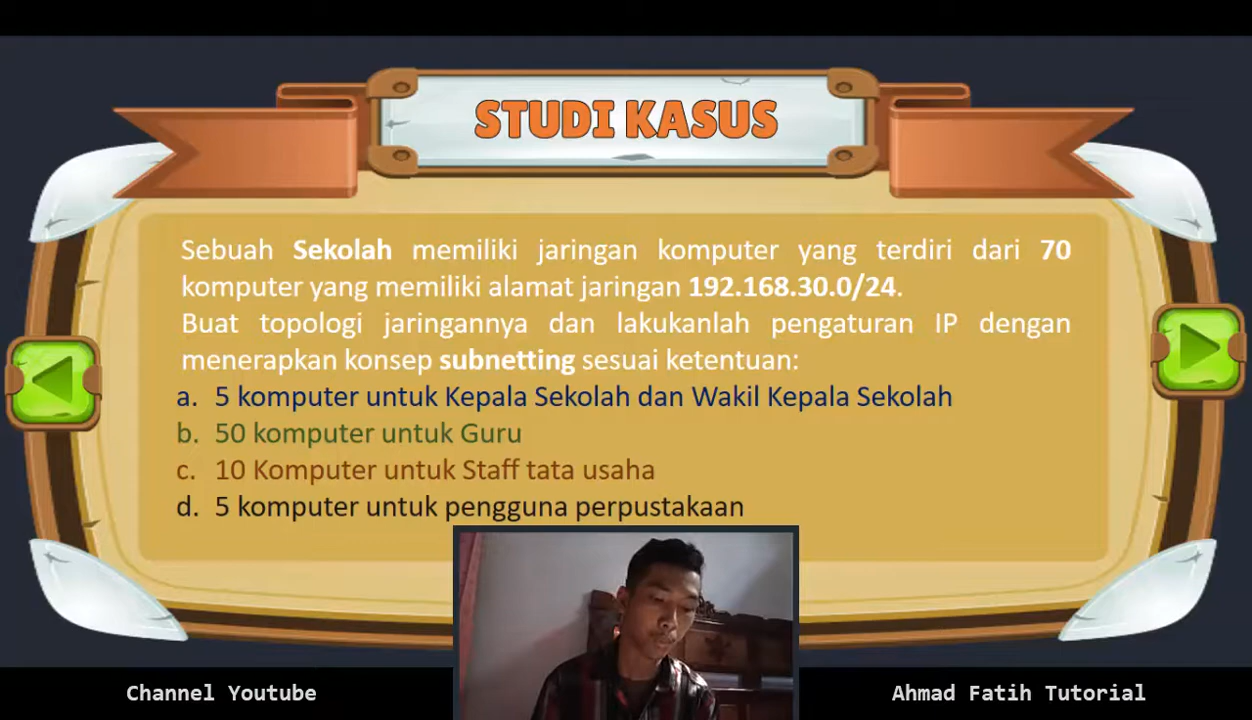 STUDI KASUS
Sebuah Sekolah memiliki jaringan komputer yang terdiri dari 70
komputer yang memiliki alamat jaringan 192.168.30.0/24.
Buat topologi jaringannya dan lakukanlah pengaturan IP dengan
menerapkan konsep subnetting sesuai ketentuan:
a. 5 komputer untuk Kepala Sekolah dan Wakil Kepala Sekolah
b. 50 komputer untuk Guru
c. 10 Komputer untuk Staff tata usaha
d. 5 komputer untuk pengguna perpustakaan
Channel Youtube
Ahmad Fatih Tutorial